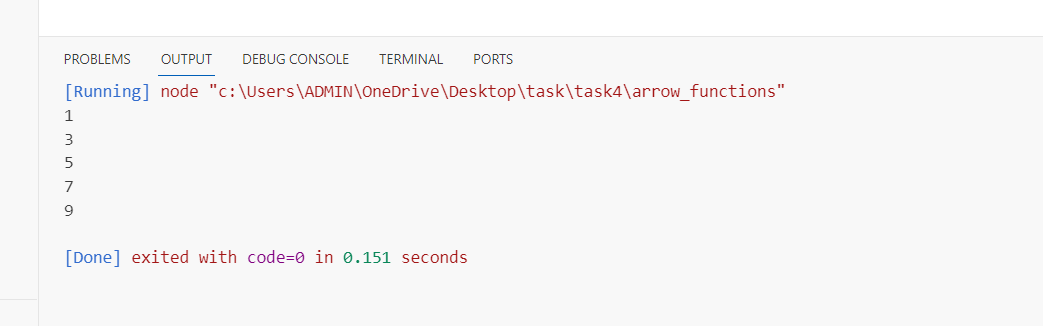 PROBLEMS OUTPUT DEBUG CONSOLE TERMINAL PORTS
[Running] node "c:\Users\ADMIN\OneDrive\Desktop\task\task4\arrow_functions"
1
3
5
7
9
[Done] exited with code=0 in 0.151 seconds